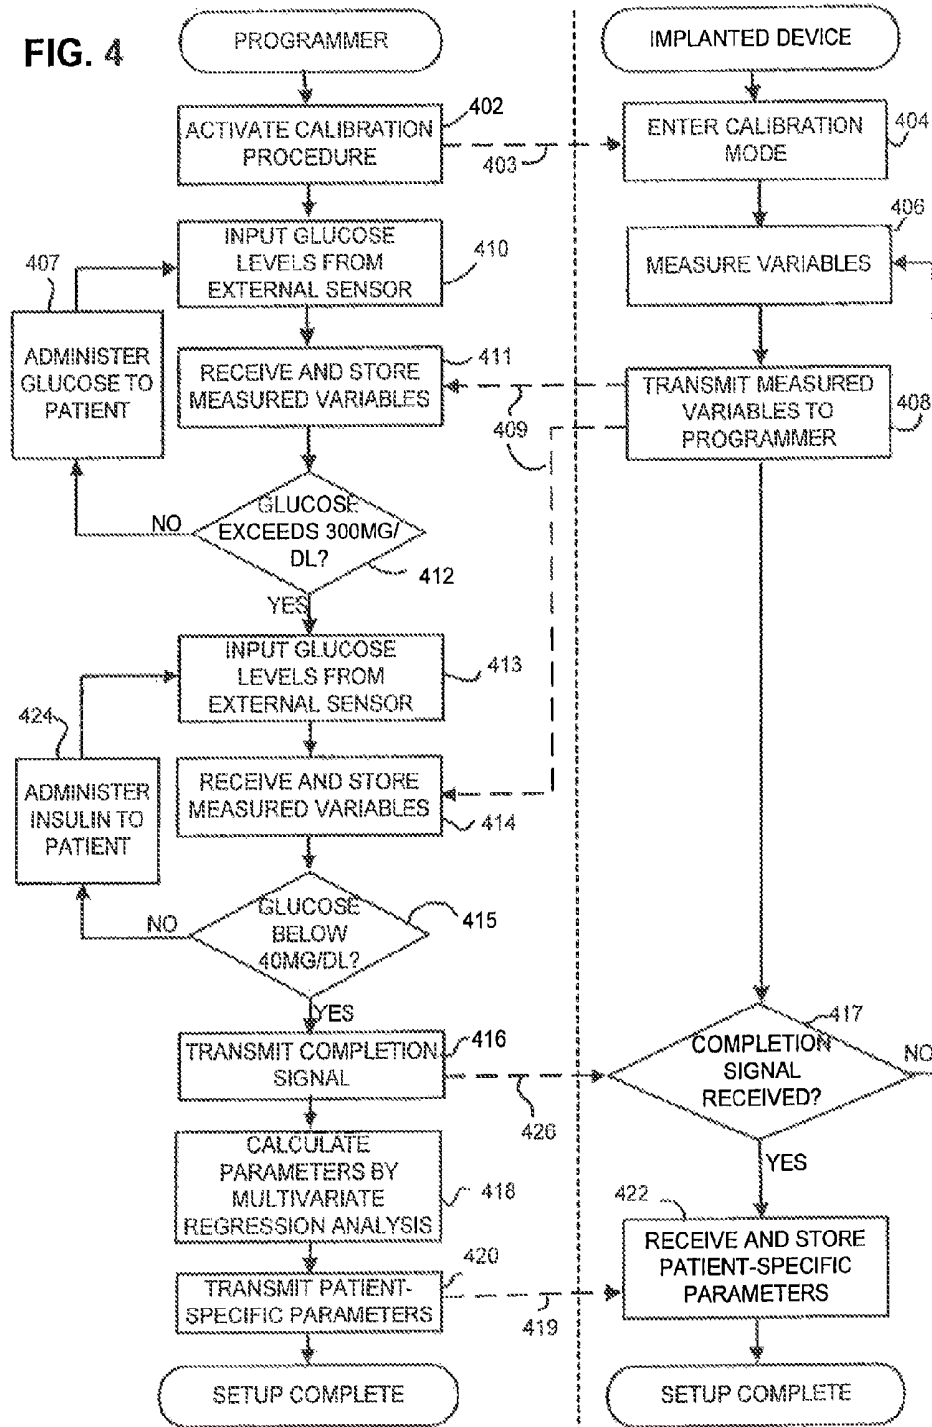 FIG. 4
PROGRAMMER
IMPLANTED DEVICE
402
ACTIVATE CALIBRATION
PROCEDURE
403
ENTER CALIBRATION
MODE
404
INPUT GLUCOSE
LEVELS FROM
EXTERNAL SENSOR
410
406
MEASURE VARIABLES
407
ADMINISTER
GLUCOSE TO
PATIENT
411
RECEIVE AND STORE
MEASURED VARIABLES
409
TRANSMIT MEASURED
VARIABLES TO
PROGRAMMER
408
GLUCOSE
EXCEEDS 300MG/
DL?
NO
412
YES
INPUT GLUCOSE
LEVELS FROM
EXTERNAL SENSOR
413
424
ADMINISTER
INSULIN TO
PATIENT
RECEIVE AND STORE
MEASURED VARIABLES
414
GLUCOSE
BELOW
40MG/DL?
NO
415
YES
TRANSMIT COMPLETION
SIGNAL
416
426
417
COMPLETION
SIGNAL
RECEIVED?
NO
YES
CALCULATE
PARAMETERS BY
MULTIVARIATE
REGRESSION ANALYSIS
418
420
TRANSMIT PATIENT-
SPECIFIC PARAMETERS
419
422
RECEIVE AND STORE
PATIENT-SPECIFIC
PARAMETERS
SETUP COMPLETE
SETUP COMPLETE